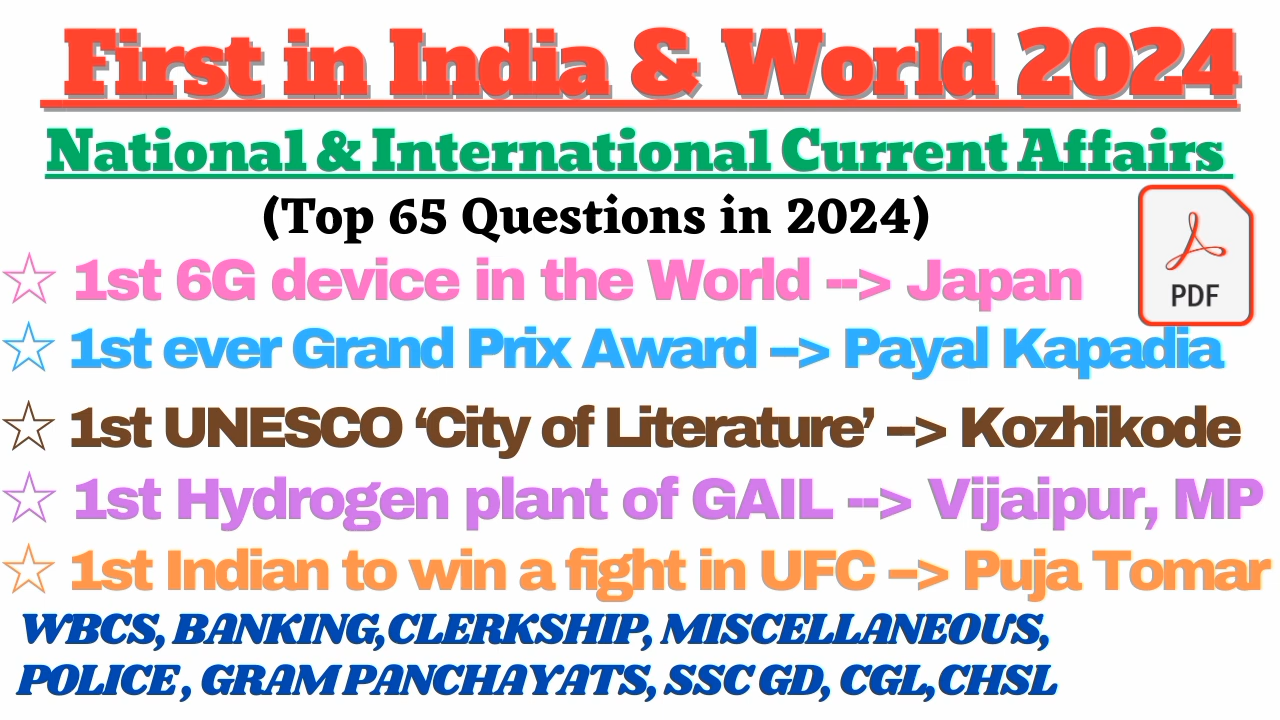 First in India & World 2024
National & International Current Affairs
(Top 65 Questions in 2024)
PDF
☆ 1st 6G device in the World --> Japan
☆ 1st ever Grand Prix Award --> Payal Kapadia
☆ 1st UNESCO ‘City of Literature’ --> Kozhikode
☆ 1st Hydrogen plant of GAIL --> Vijaipur, MP
☆ 1st Indian to win a fight in UFC --> Puja Tomar
WBCS, BANKING,CLERKSHIP, MISCELLANEOUS,
POLICE, GRAM PANCHAYATS, SSC GD, CGL,CHSL